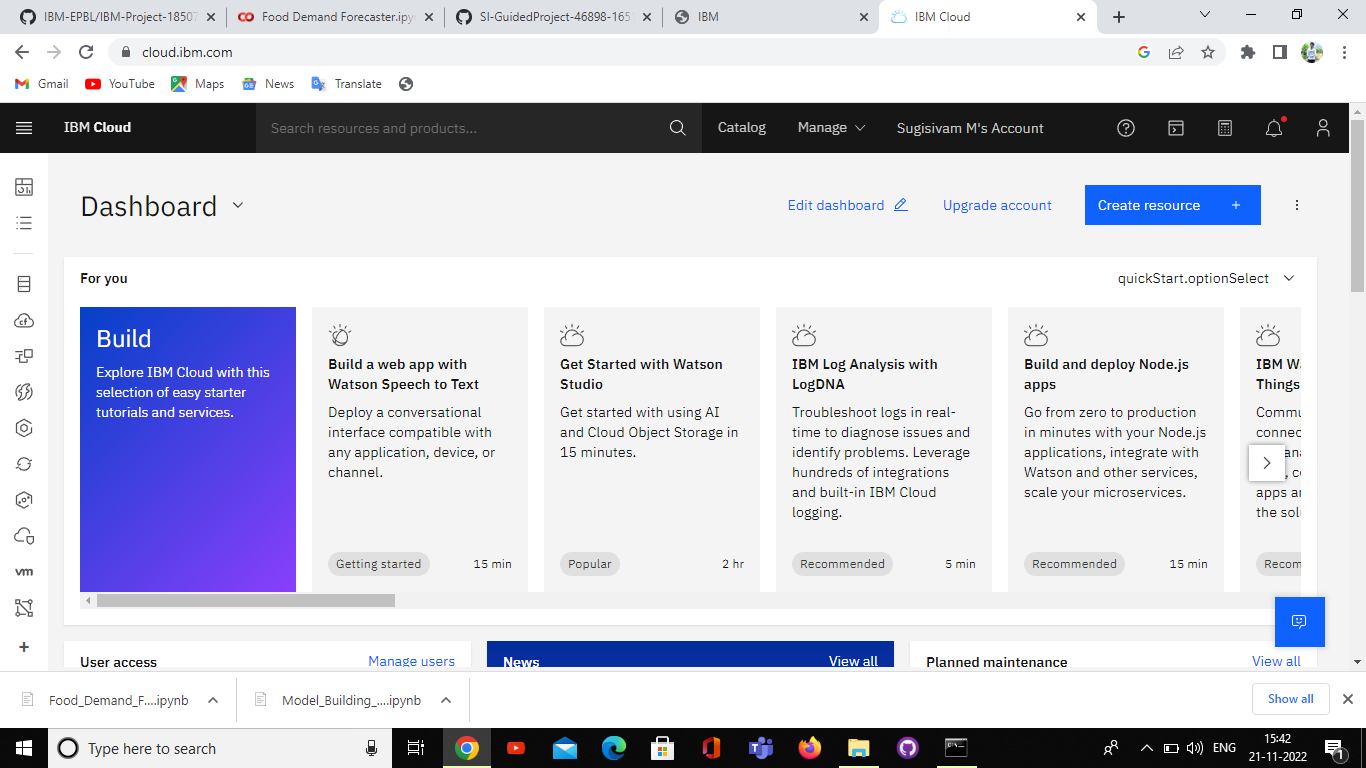 IBM-EPBL/IBM-Project-18507
Food Demand Forecaster.ipy
SI-GuidedProject-46898-165
IBM
IBM Cloud
cloud.ibm.com
Gmail
YouTube
Maps
News
Translate
IBM Cloud
Search resources and products...
Catalog
Manage
Sugisivam M's Account
Dashboard
Edit dashboard
Upgrade account
Create resource +
For you
quickStart.optionSelect
Build
Explore IBM Cloud with this
selection of easy starter
tutorials and services.
Build a web app with
Watson Speech to Text
Deploy a conversational
interface compatible with
any application, device, or
channel.
Getting started 15 min
Get Started with Watson
Studio
Get started with using AI
and Cloud Object Storage in
15 minutes.
Popular 2 hr
IBM Log Analysis with
LogDNA
Troubleshoot logs in real-
time to diagnose issues and
identify problems. Leverage
hundreds of integrations
and built-in IBM Cloud
logging.
Recommended 5 min
Build and deploy Node.js
apps
Go from zero to production
in minutes with your Node.js
applications, integrate with
Watson and other services,
scale your microservices.
Recommended 15 min
IBM W
Things
Commu
connec
apps a
the sol
Recom
vm
User access
Manage users
News
View all
Planned maintenance
View all
Food_Demand_F....ipynb
Model_Building_....ipynb
Show all
Type here to search
ENG
15:42
21-11-2022
1